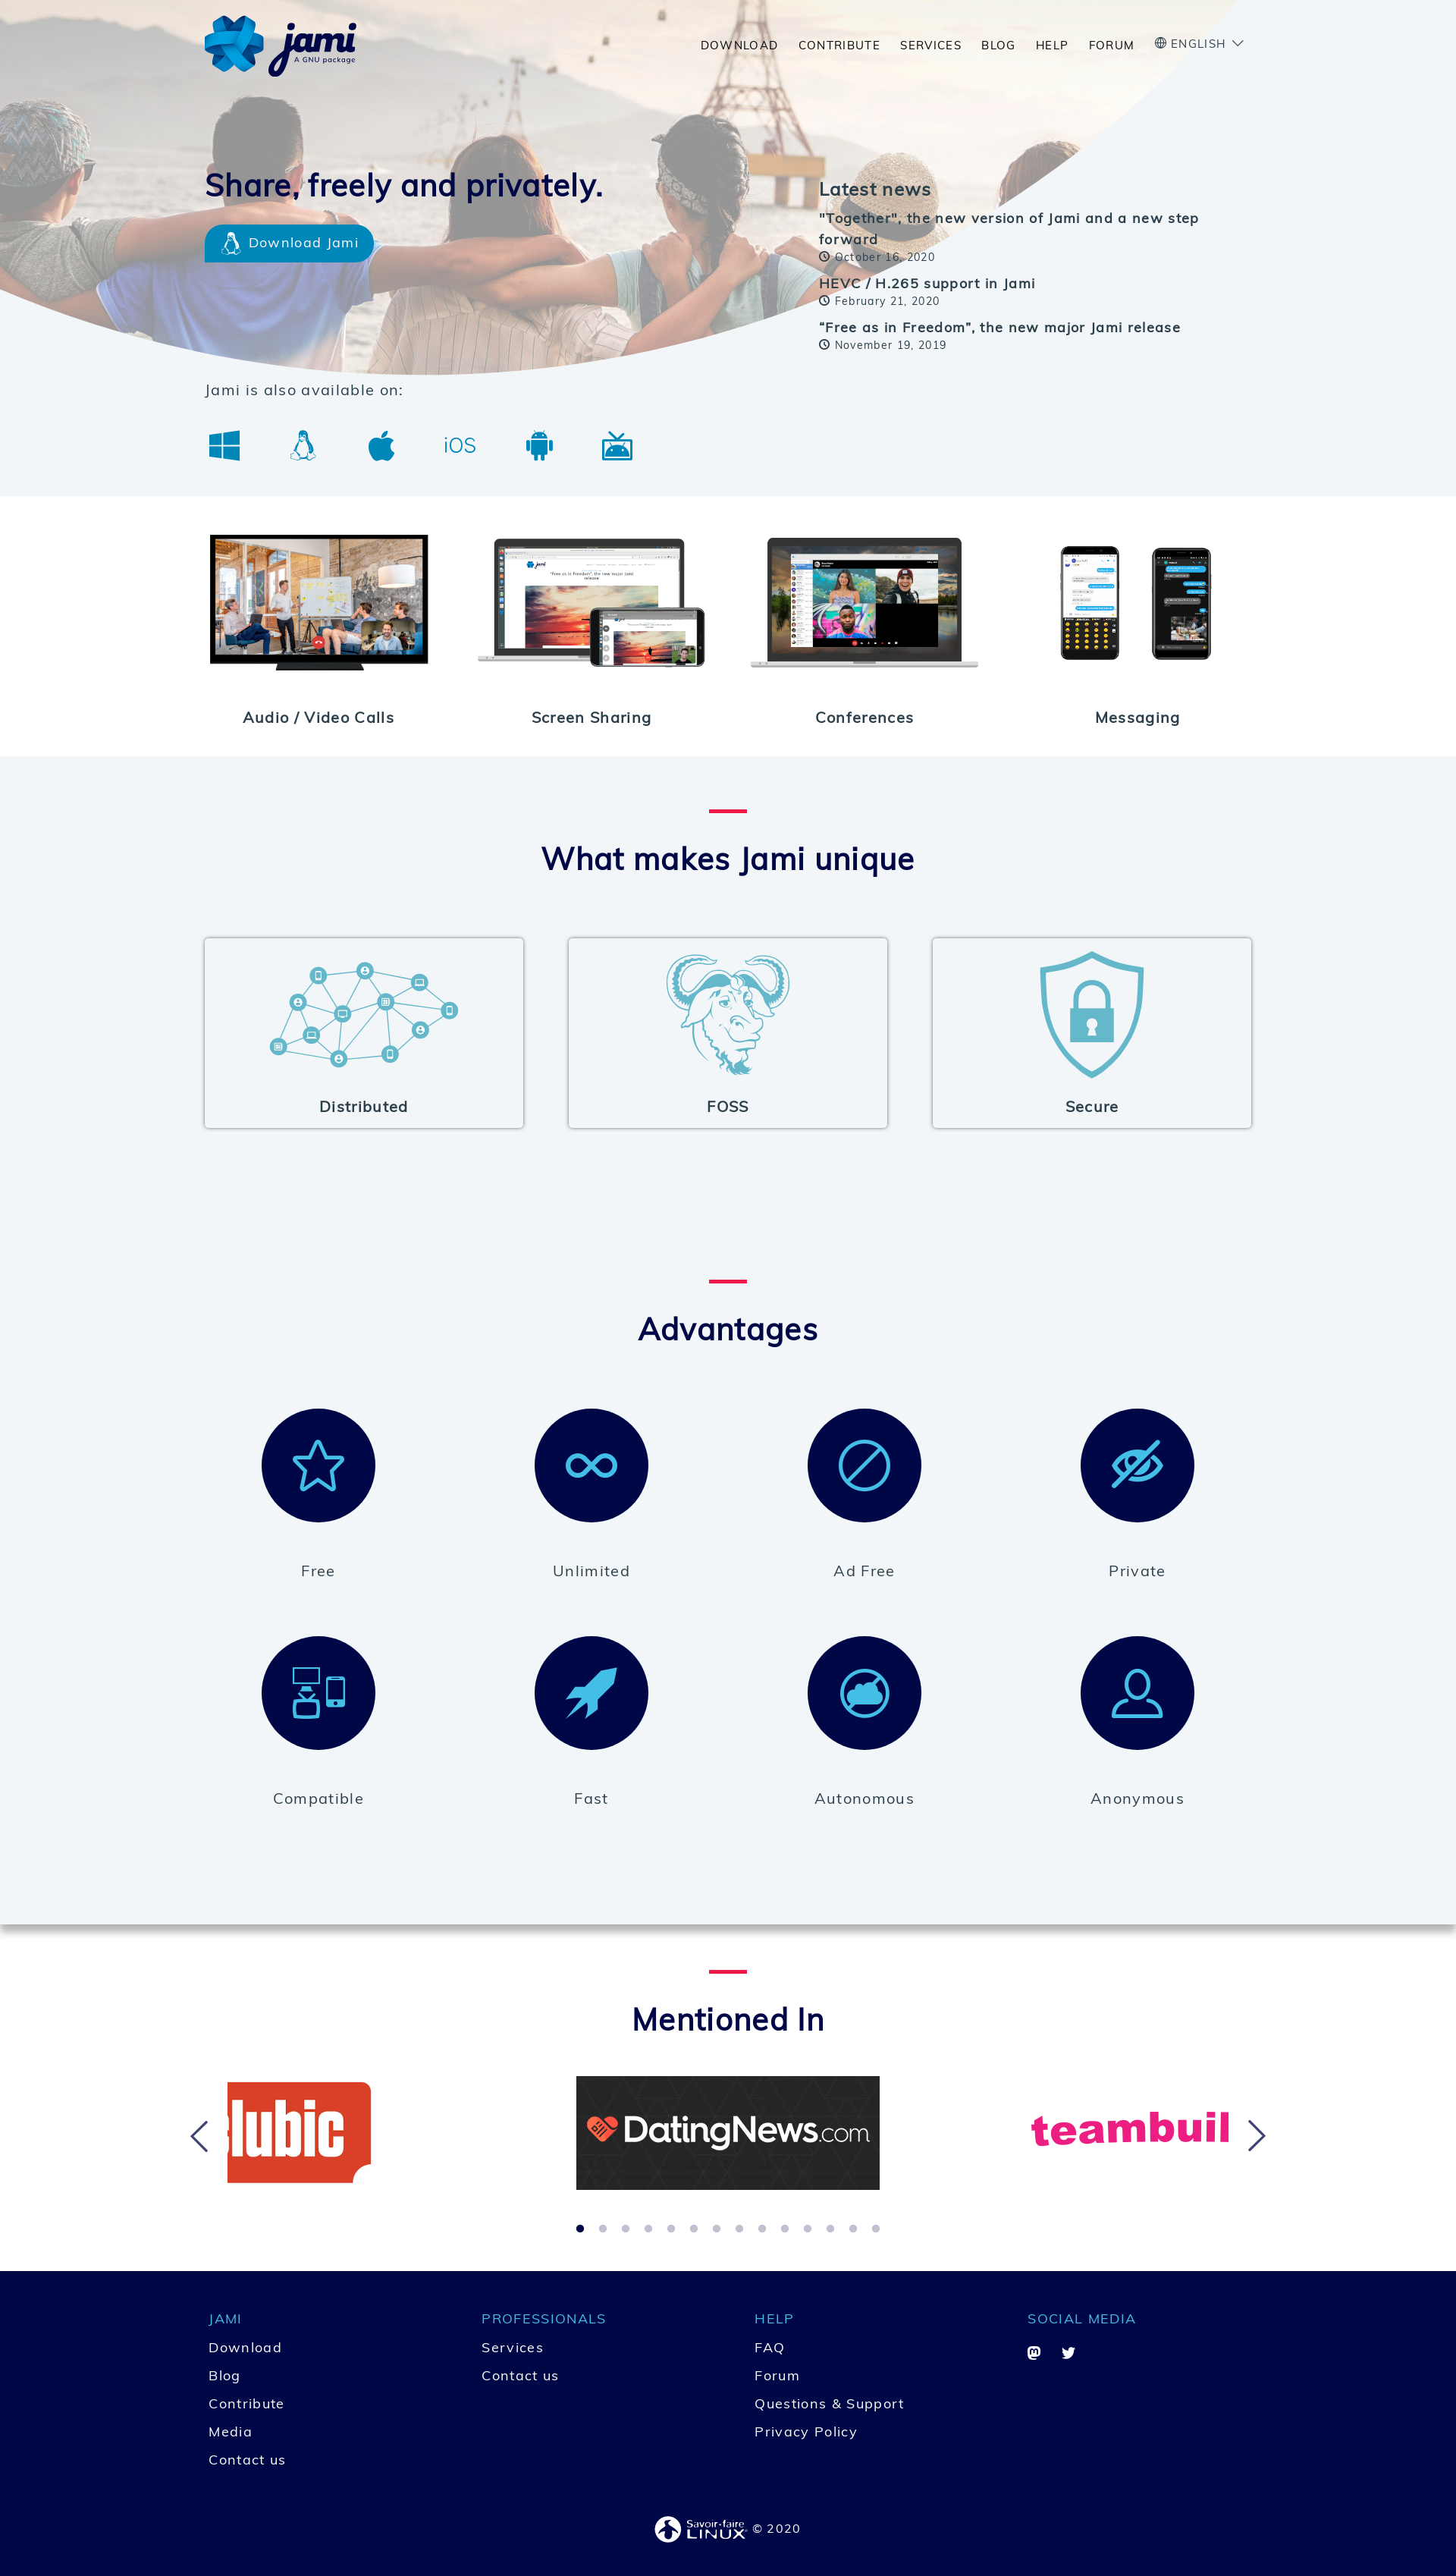 jami
A GNU package
DOWNLOAD CONTRIBUTE SERVICES BLOG HELP FORUM ENGLISH
Share, freely and privately.
Download Jami
Latest news
"Together", the new version of Jami and a new step
forward
October 16, 2020
HEVC / H.265 support in Jami
February 21, 2020
“Free as in Freedom”, the new major Jami release
November 19, 2019
Jami is also available on:
iOS
Audio / Video Calls
Screen Sharing
Conferences
Messaging
What makes Jami unique
Distributed
FOSS
Secure
Advantages
Free
Unlimited
Ad Free
Private
Compatible
Fast
Autonomous
Anonymous
Mentioned In
lubic
DatingNews.com
teambuil
JAMI
Download
Blog
Contribute
Media
Contact us
PROFESSIONALS
Services
Contact us
HELP
FAQ
Forum
Questions & Support
Privacy Policy
SOCIAL MEDIA
Savoir-faire
LINUX
© 2020